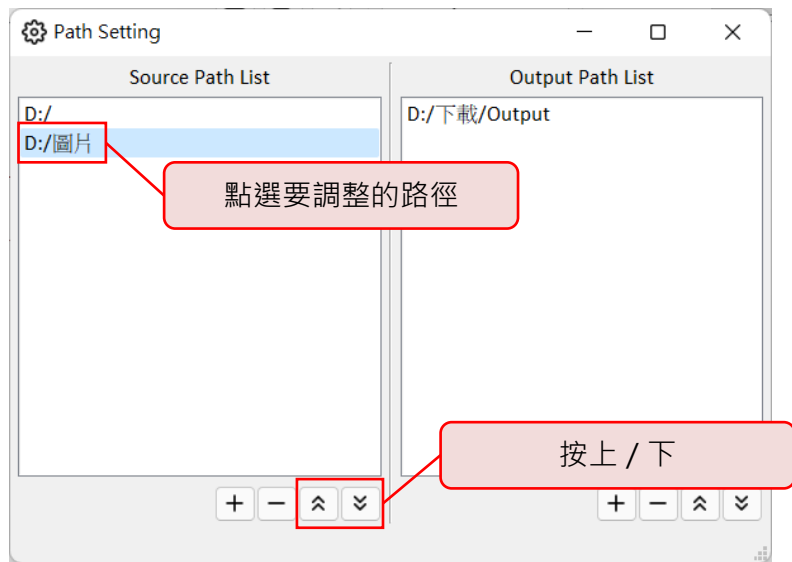 Path Setting
Source Path List
Output Path List
D:/
D:/圖片
D:/下載/Output
點選要調整的路徑
按上 / 下